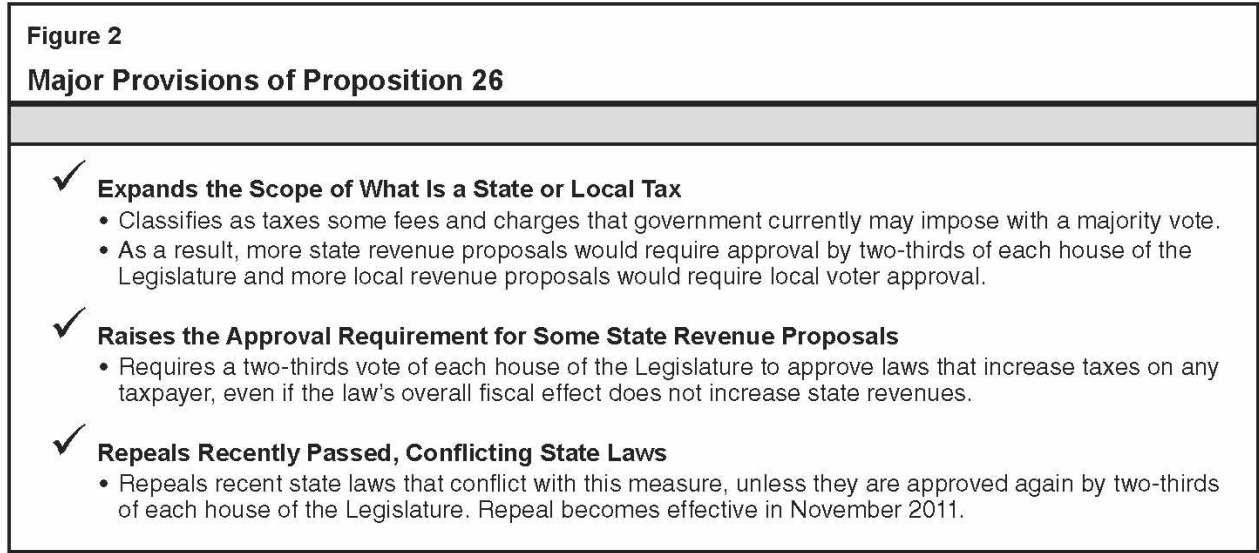 Figure 2
Major Provisions of Proposition 26
Expands the Scope of What Is a State or Local Tax
• Classifies as taxes some fees and charges that government currently may impose with a majority vote.
• As a result, more state revenue proposals would require approval by two-thirds of each house of the
Legislature and more local revenue proposals would require local voter approval.
Raises the Approval Requirement for Some State Revenue Proposals
• Requires a two-thirds vote of each house of the Legislature to approve laws that increase taxes on any
taxpayer, even if the law's overall fiscal effect does not increase state revenues.
Repeals Recently Passed, Conflicting State Laws
• Repeals recent state laws that conflict with this measure, unless they are approved again by two-thirds
of each house of the Legislature. Repeal becomes effective in November 2011.